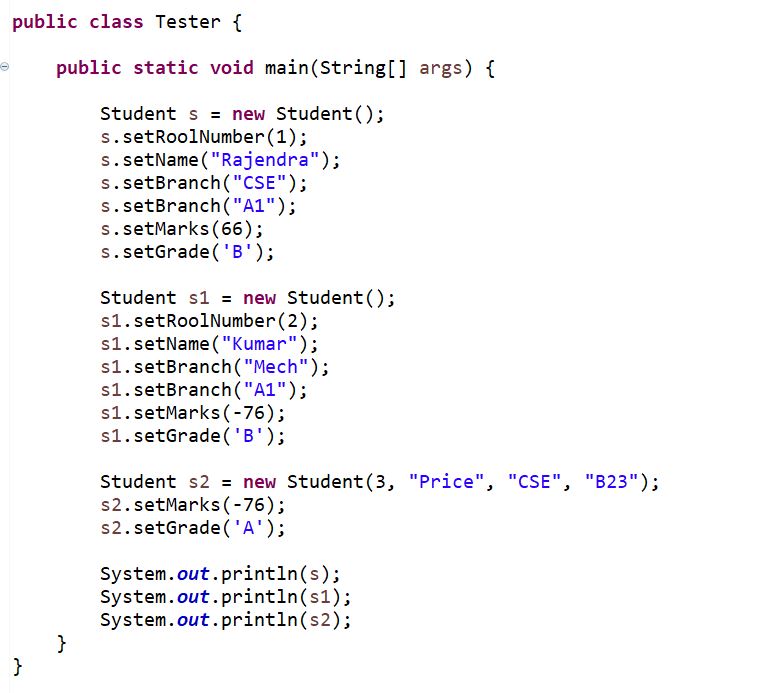 public class Tester {
public static void main(String[] args) {
Student s = new Student();
s.setRoolNumber(1);
s.setName("Rajendra");
s.setBranch("CSE");
s.setBranch("A1");
s.setMarks(66);
s.setGrade('B');
Student s1 = new Student();
s1.setRoolNumber(2);
s1.setName("Kumar");
s1.setBranch("Mech");
s1.setBranch("A1");
s1.setMarks(-76);
s1.setGrade('B');
Student s2 = new Student(3, "Price", "CSE", "B23");
s2.setMarks(-76);
s2.setGrade('A');
System.out.println(s);
System.out.println(s1);
System.out.println(s2);
}
}